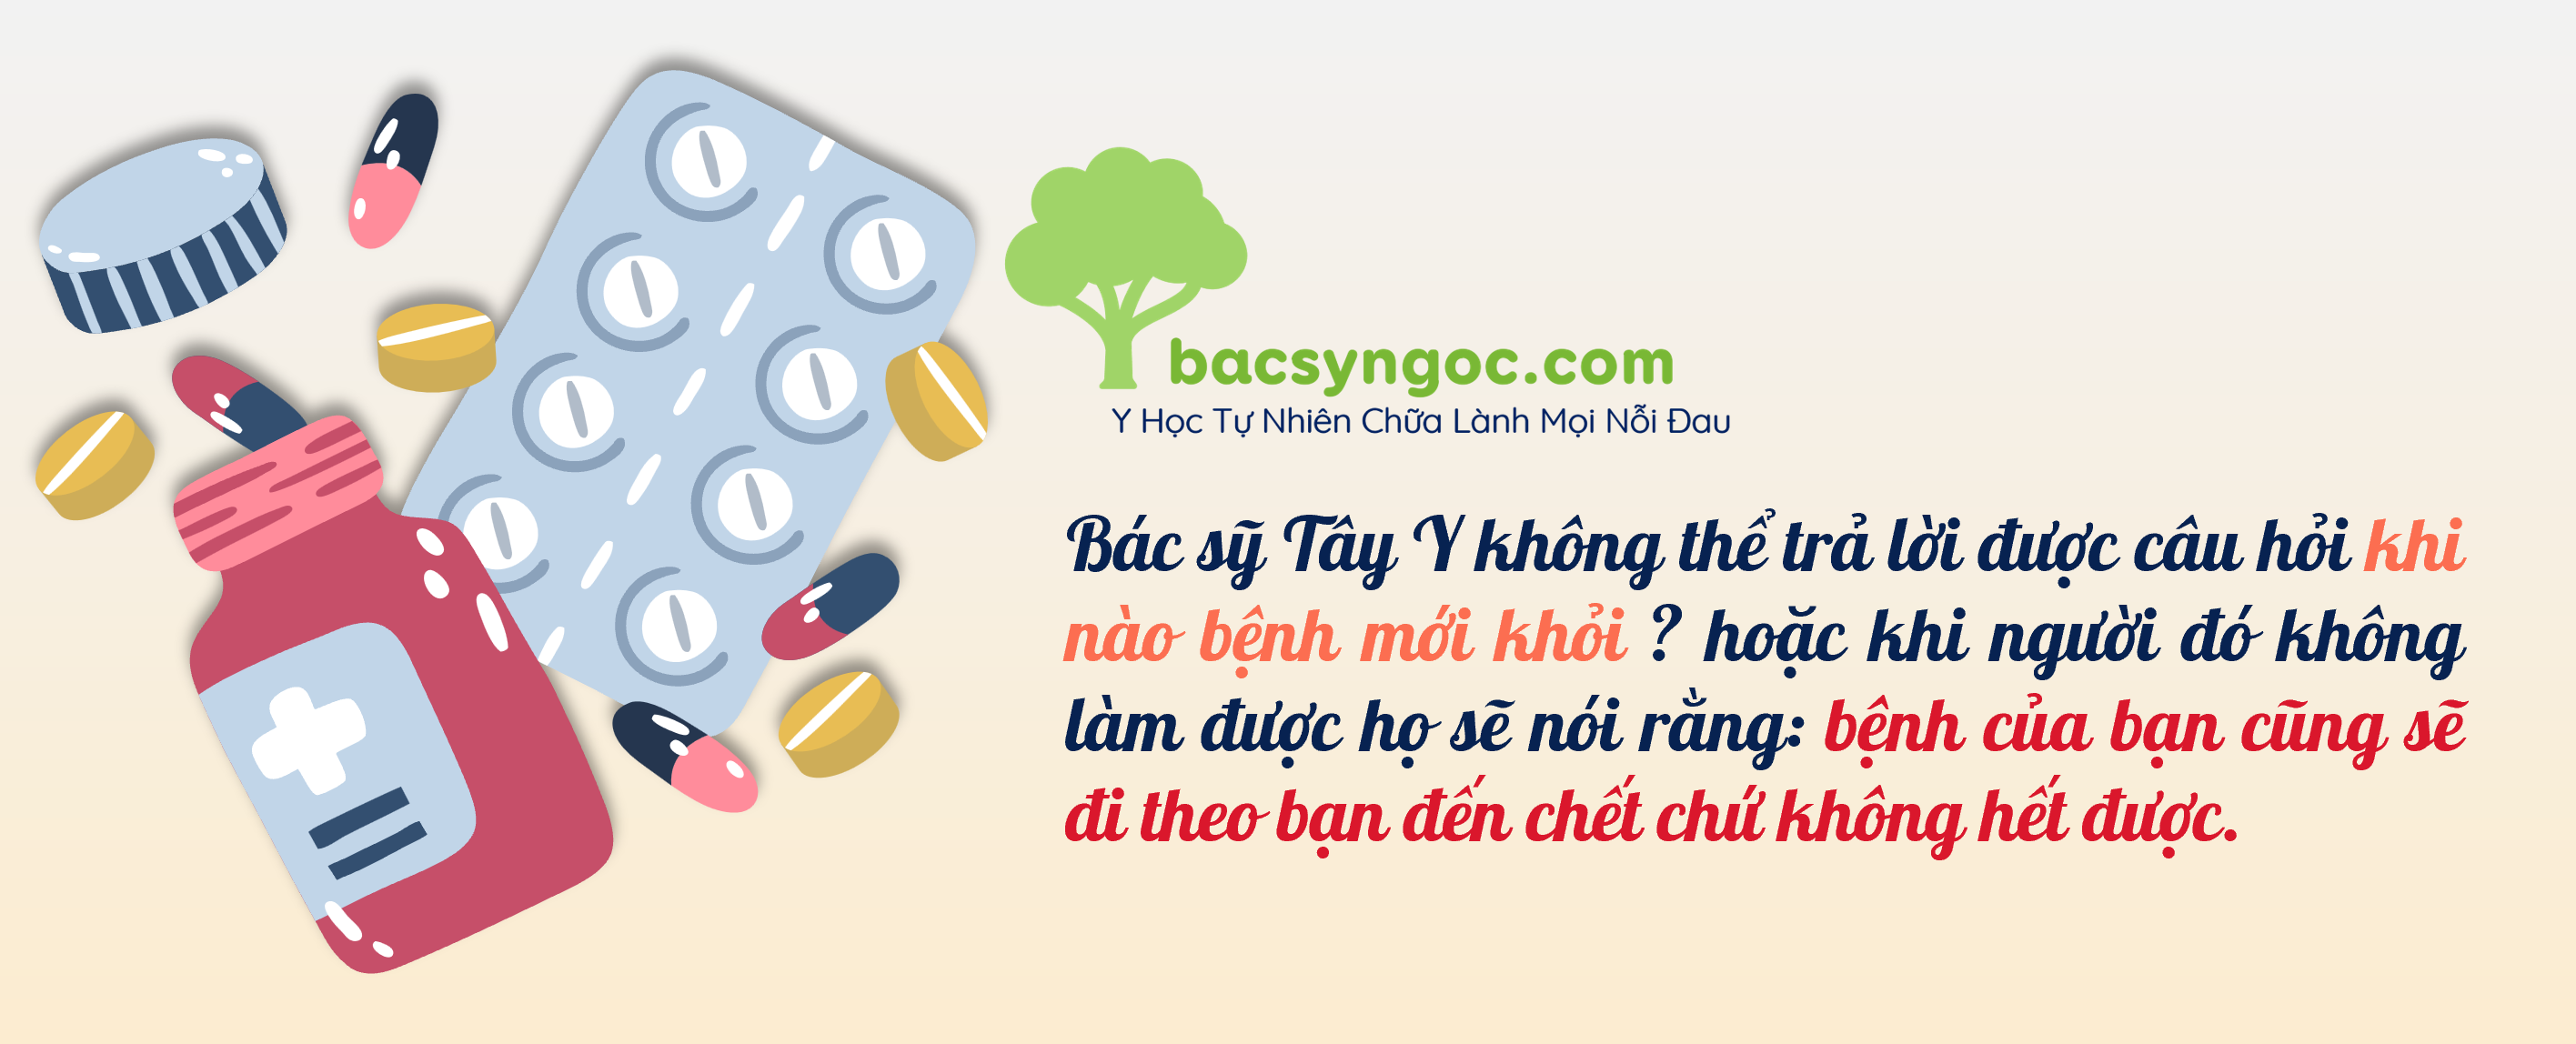 bacsyngoc.com
Y Học Tự Nhiên Chữa Lành Mọi Nỗi Đau
Bác sỹ Tây Y không thể trả lời được câu hỏi khi
nào bệnh mới khỏi ? hoặc khi người đó không
làm được họ sẽ nói rằng: bệnh của bạn cũng sẽ
đi theo bạn đến chết chứ không hết được.